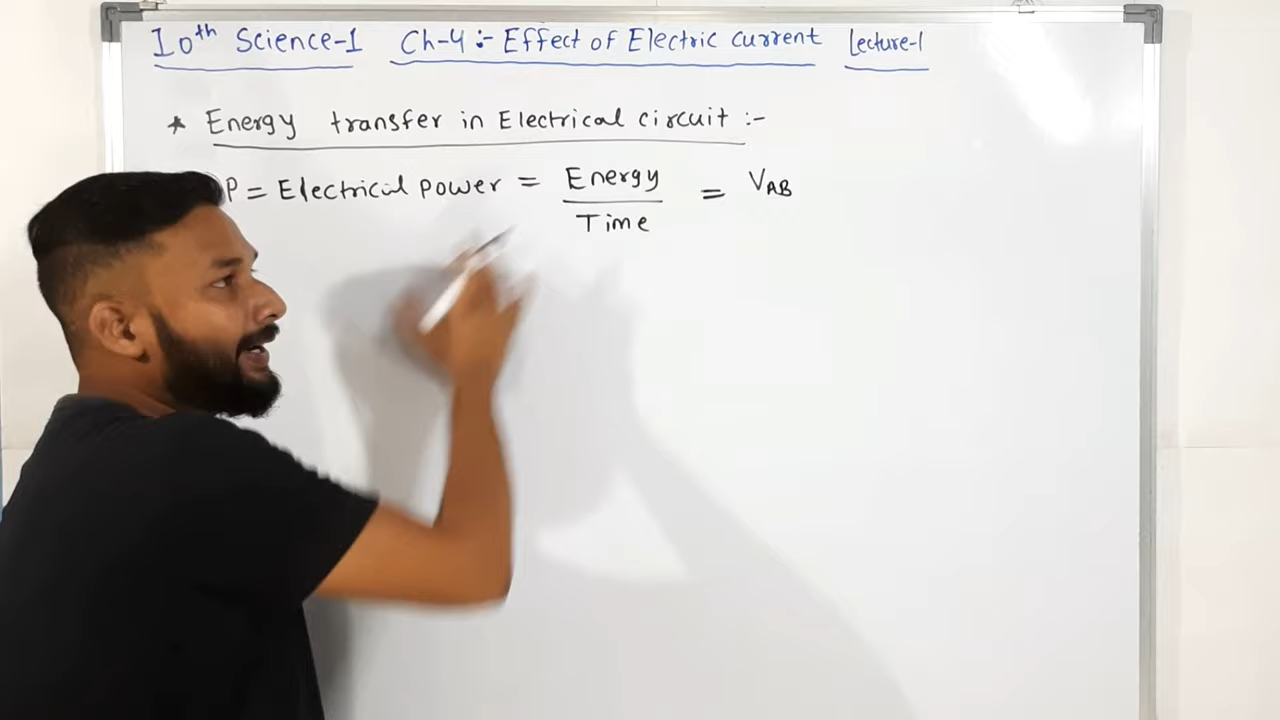 10th Science-1 Ch-4 :- Effect of Electric current Lecture-1
* Energy transfer in Electrical circuit :-
P = Electrical power = Energy / Time = VAB